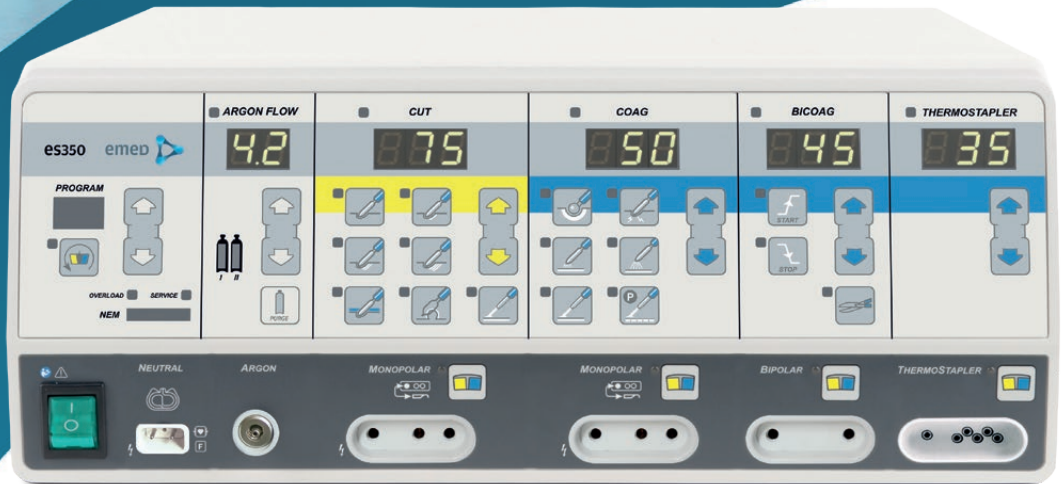 ARGON FLOW
CUT
COAG
BICOAG
THERMOSTAPLER
es350 emed
4.2
75
50
45
35
PROGRAM
START
STOP
I II
OVERLOAD
SERVICE
NEM
PURGE
P
NEUTRAL
ARGON
MONOPOLAR
MONOPOLAR
BIPOLAR
THERMOSTAPLER
I
O
F